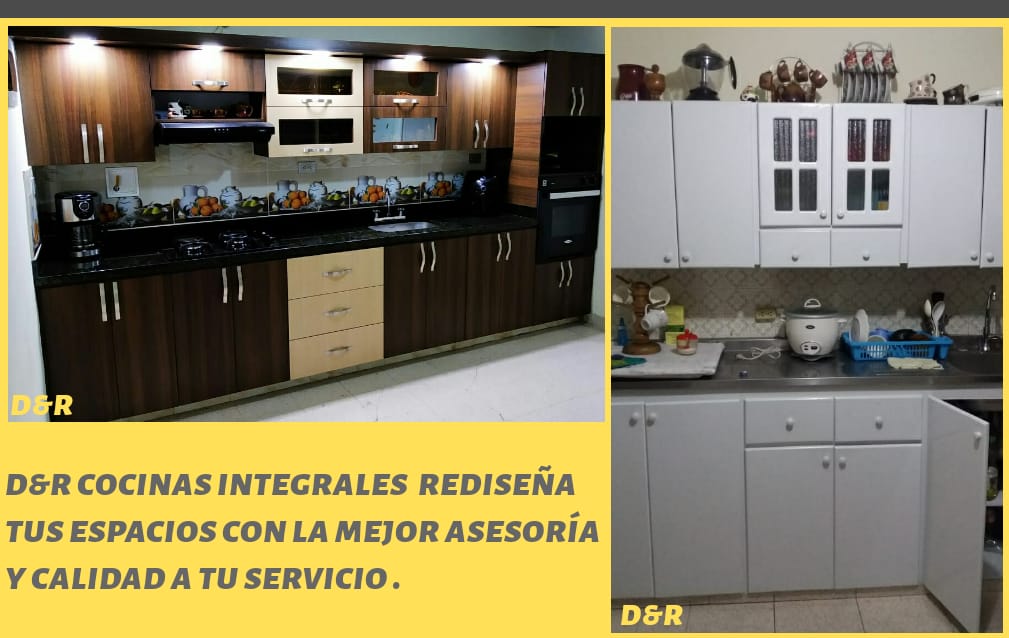 D&R
D&R COCINAS INTEGRALES REDISEÑA
TUS ESPACIOS CON LA MEJOR ASESORÍA
Y CALIDAD A TU SERVICIO .
D&R